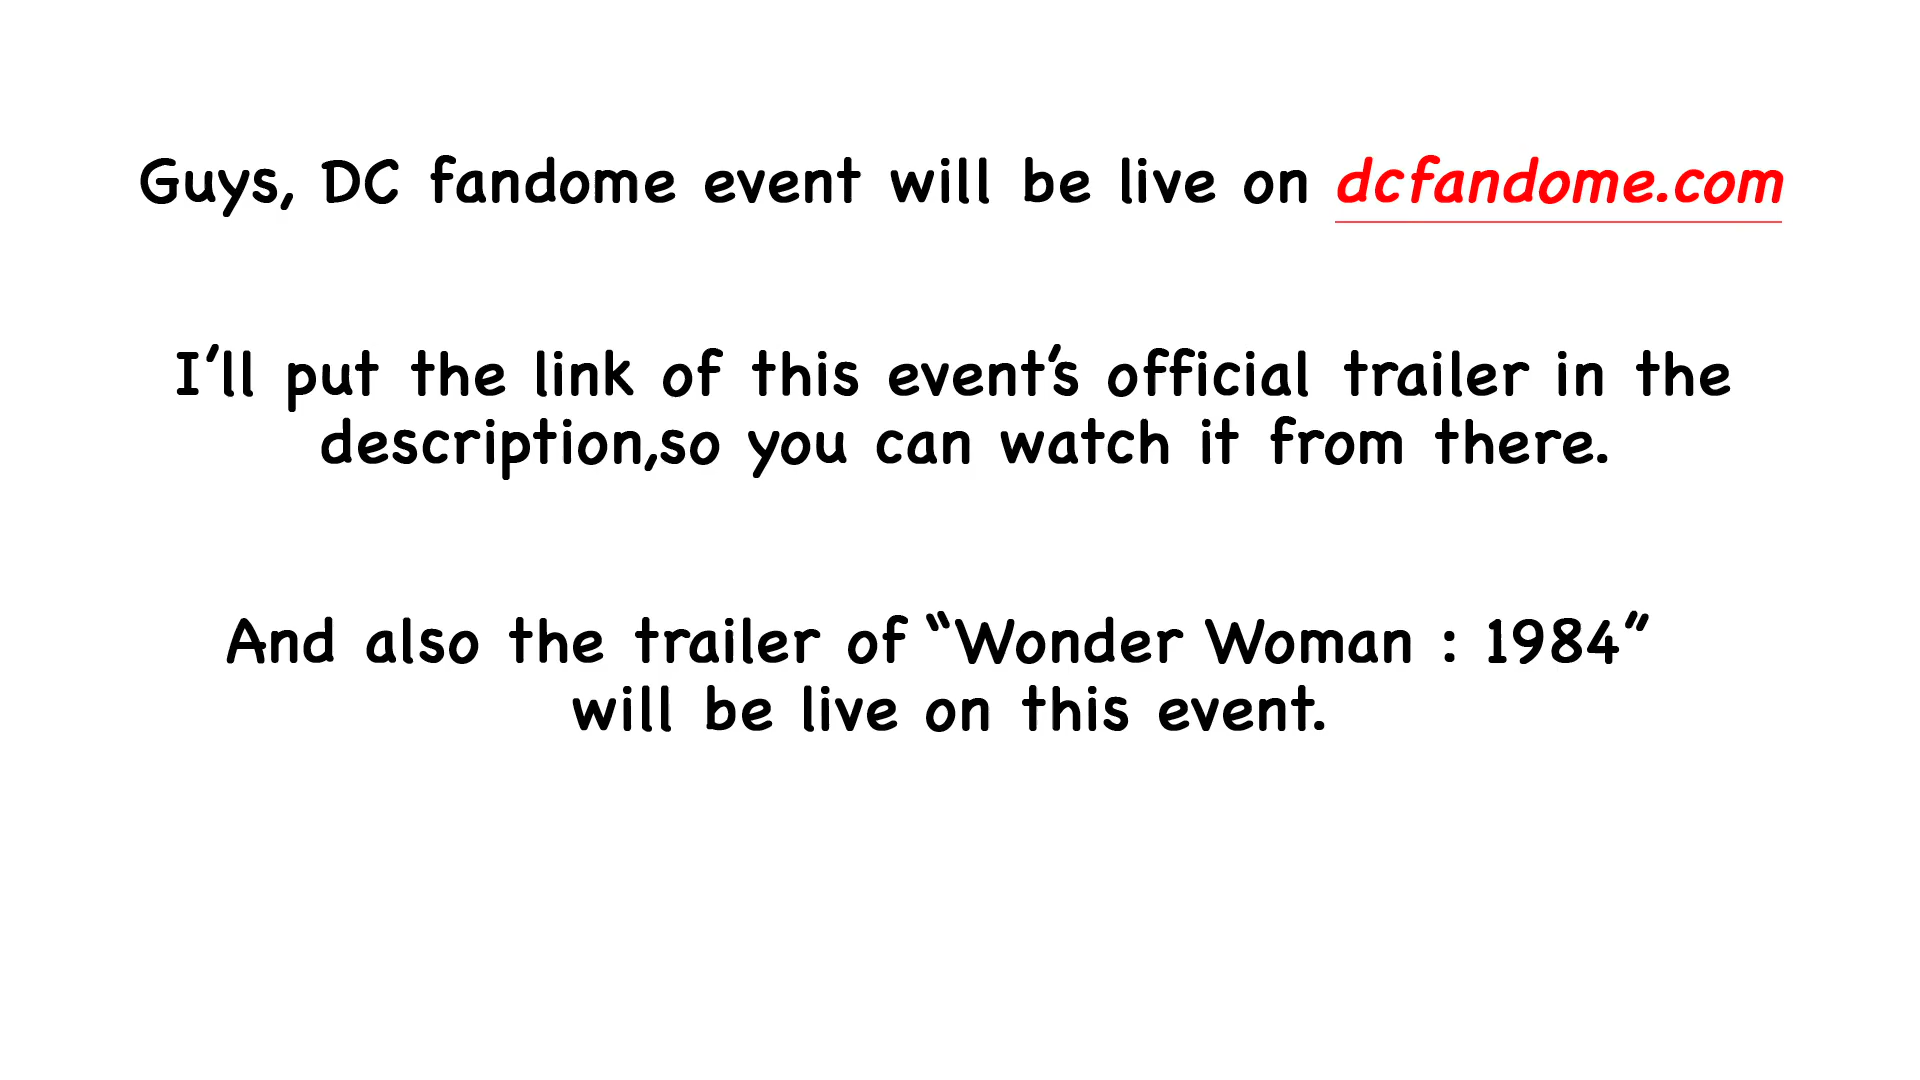 Guys, DC fandome event will be live on dcfandome.com
I’ll put the link of this event’s official trailer in the
description,so you can watch it from there.
And also the trailer of “Wonder Woman : 1984”
will be live on this event.